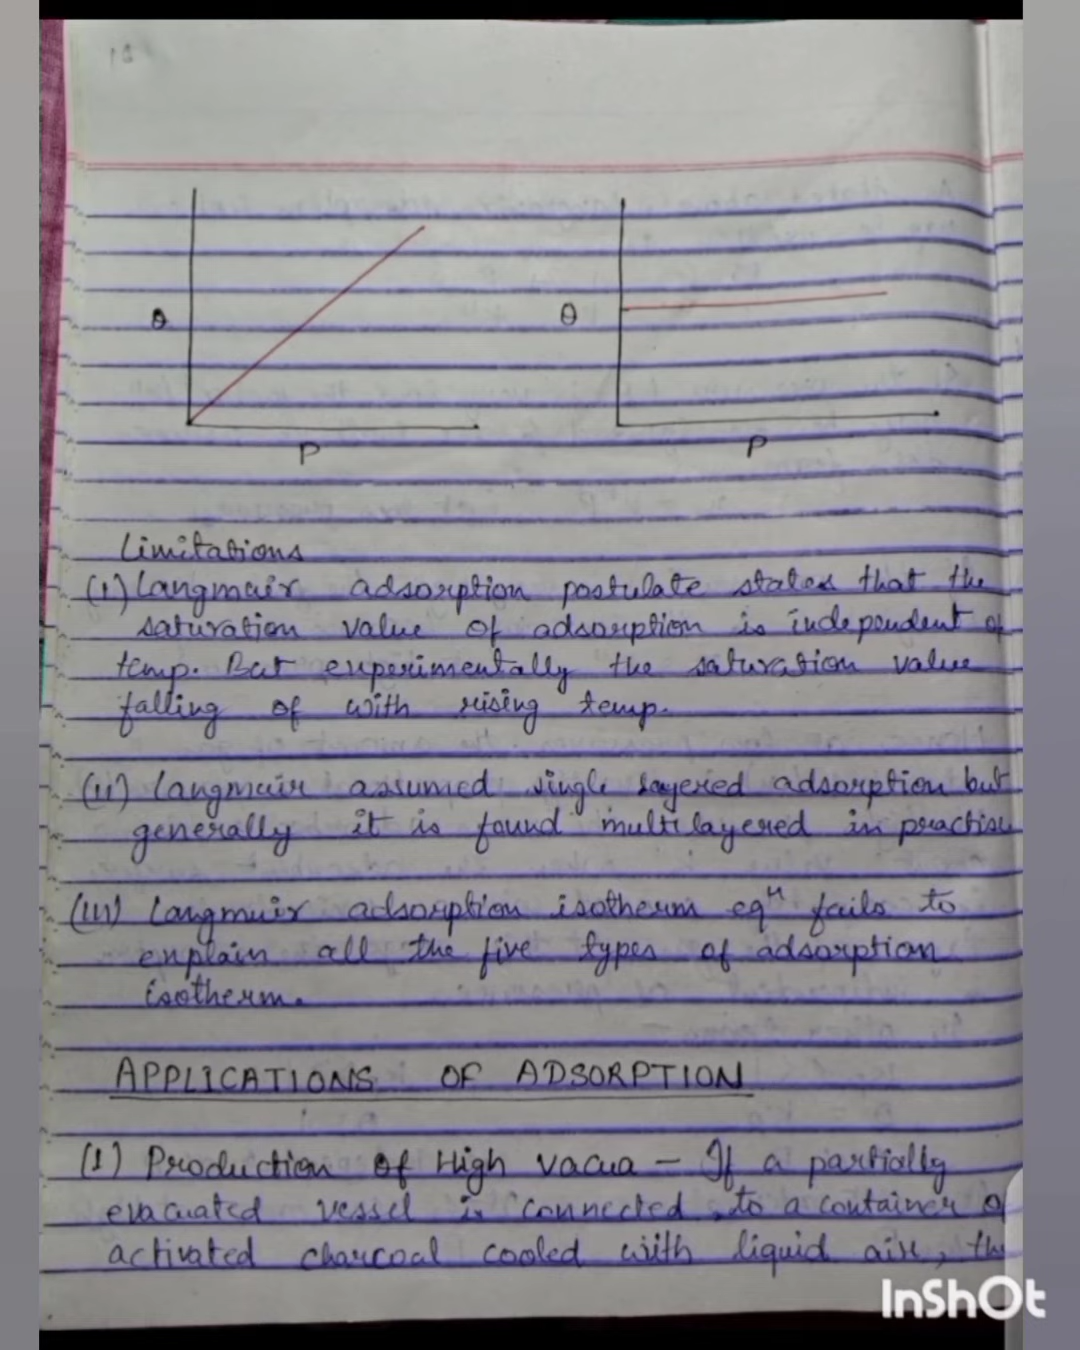 16
θ
P
θ
P
Limitations
(I) Langmuir adsorption postulate states that the
saturation value of adsorption is independent of
temp. But experimentally the saturation value
falling of with rising temp.
(II) Langmuir assumed single layered adsorption but
generally it is found multilayered in practise
(III) Langmuir adsorption isotherm eqn fails to
explain all the five types of adsorption
isotherm.
APPLICATIONS OF ADSORPTION
(1) Production of High vacua - If a partially
evacuated vessel is connected to a container of
activated charcoal cooled with liquid air, the
InShOt